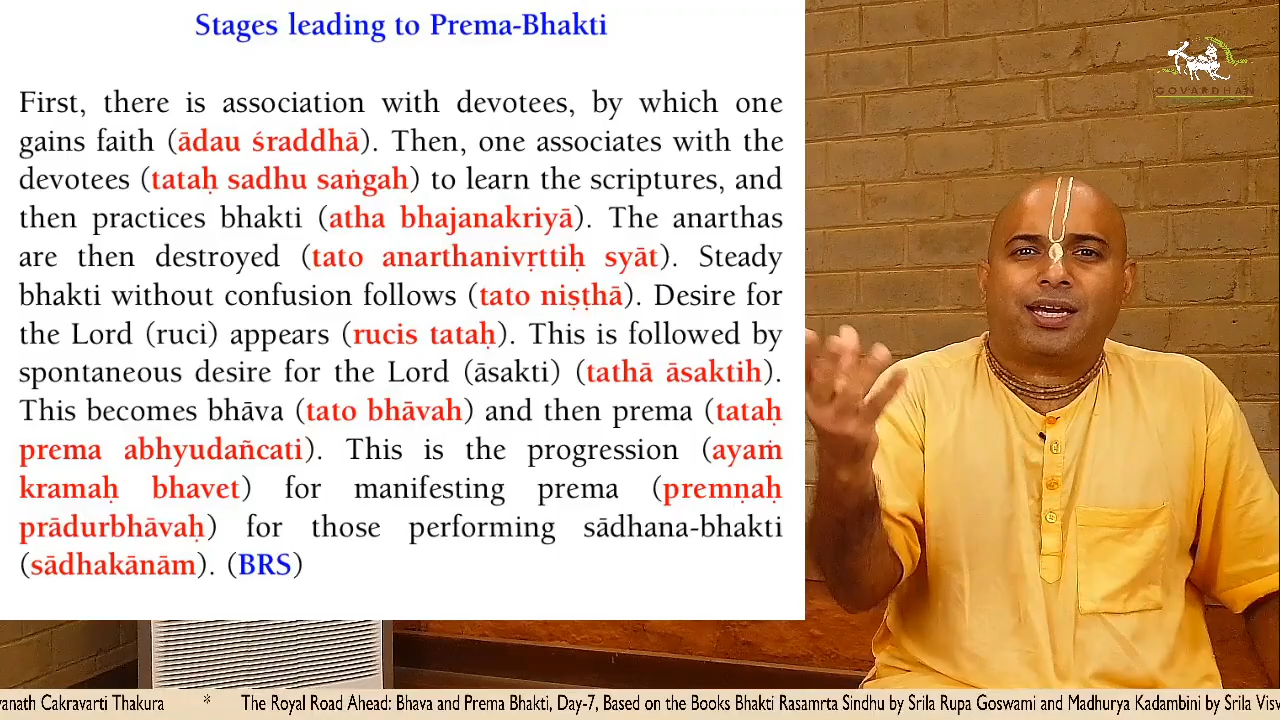 Stages leading to Prema-Bhakti
First, there is association with devotees, by which one
gains faith (ādau śraddhā). Then, one associates with the
devotees (tataḥ sadhu saṅgah) to learn the scriptures, and
then practices bhakti (atha bhajanakriyā). The anarthas
are then destroyed (tato anarthanivṛttiḥ syāt). Steady
bhakti without confusion follows (tato niṣṭhā). Desire for
the Lord (ruci) appears (rucis tataḥ). This is followed by
spontaneous desire for the Lord (āsakti) (tathā āsaktih).
This becomes bhāva (tato bhāvah) and then prema (tataḥ
prema abhyudañcati). This is the progression (ayaṁ
kramaḥ bhavet) for manifesting prema (premṇaḥ
prādurbhāvaḥ) for those performing sādhana-bhakti
(sādhakānām). (BRS)
GOVARDHAN
vanath Cakravarti Thakura * The Royal Road Ahead: Bhava and Prema Bhakti, Day-7, Based on the Books Bhakti Rasamrta Sindhu by Srila Rupa Goswami and Madhurya Kadambini by Srila Visv